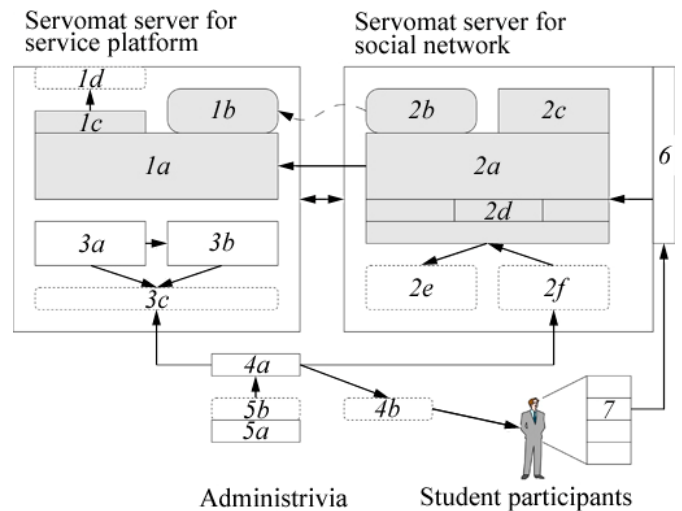 Servomat server for
service platform
Servomat server for
social network
1d
1c
1b
2b
2c
1a
2a
6
2d
3a
3b
2e
2f
3c
4a
5b
4b
7
5a
Administrivia
Student participants